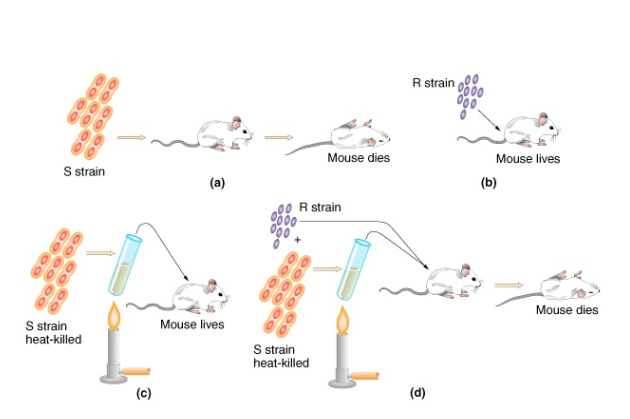 R strain
S strain
Mouse dies
Mouse lives
(a)
(b)
R strain
+
S strain
heat-killed
Mouse lives
S strain
heat-killed
Mouse dies
(c)
(d)